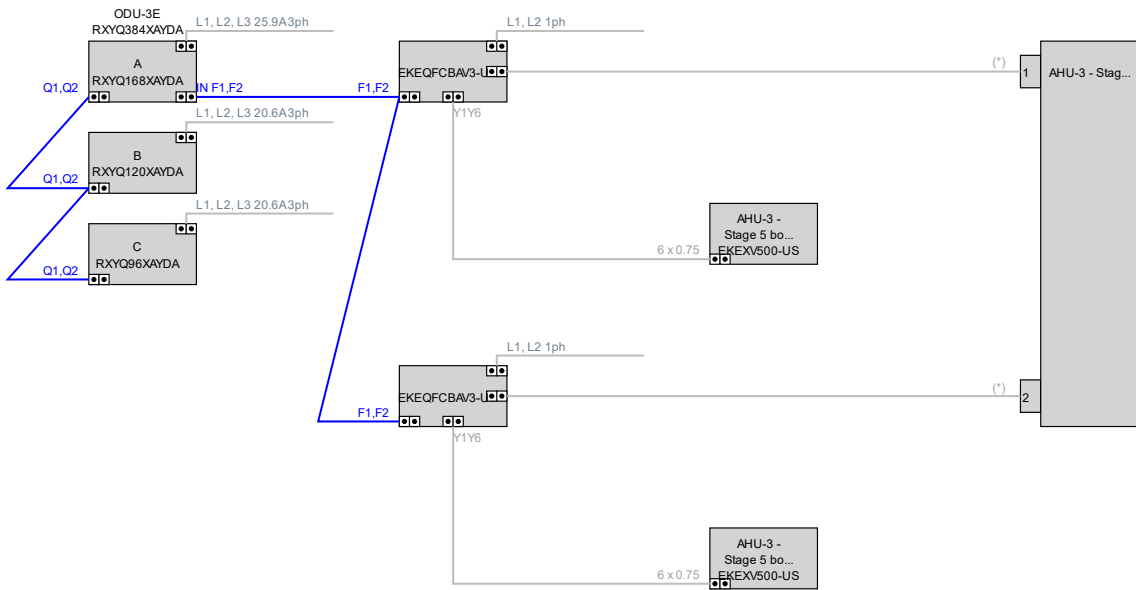 ODU-3E
RXYQ384XAYDA
L1, L2, L3 25.9A3ph
A
RXYQ168XAYDA
Q1,Q2
IN F1,F2
L1, L2, L3 20.6A3ph
B
RXYQ120XAYDA
Q1,Q2
L1, L2, L3 20.6A3ph
C
RXYQ96XAYDA
Q1,Q2
L1, L2 1ph
EKEQFCBAV3-U
F1,F2
Y1Y6
(*)
1
AHU-3 - Stag...
AHU-3 -
Stage 5 bo...
EKEXV500-US
6 x 0.75
L1, L2 1ph
EKEQFCBAV3-U
F1,F2
Y1Y6
(*)
2
AHU-3 -
Stage 5 bo...
EKEXV500-US
6 x 0.75